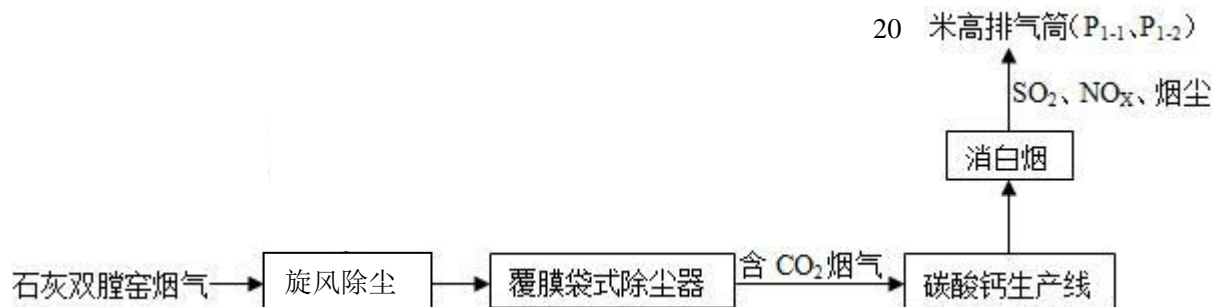 20 米高排气筒(P₁₋₁、P₁₋₂)
SO₂、NOX、烟尘
消白烟
石灰双膛窑烟气
旋风除尘
覆膜袋式除尘器
含 CO₂烟气
碳酸钙生产线